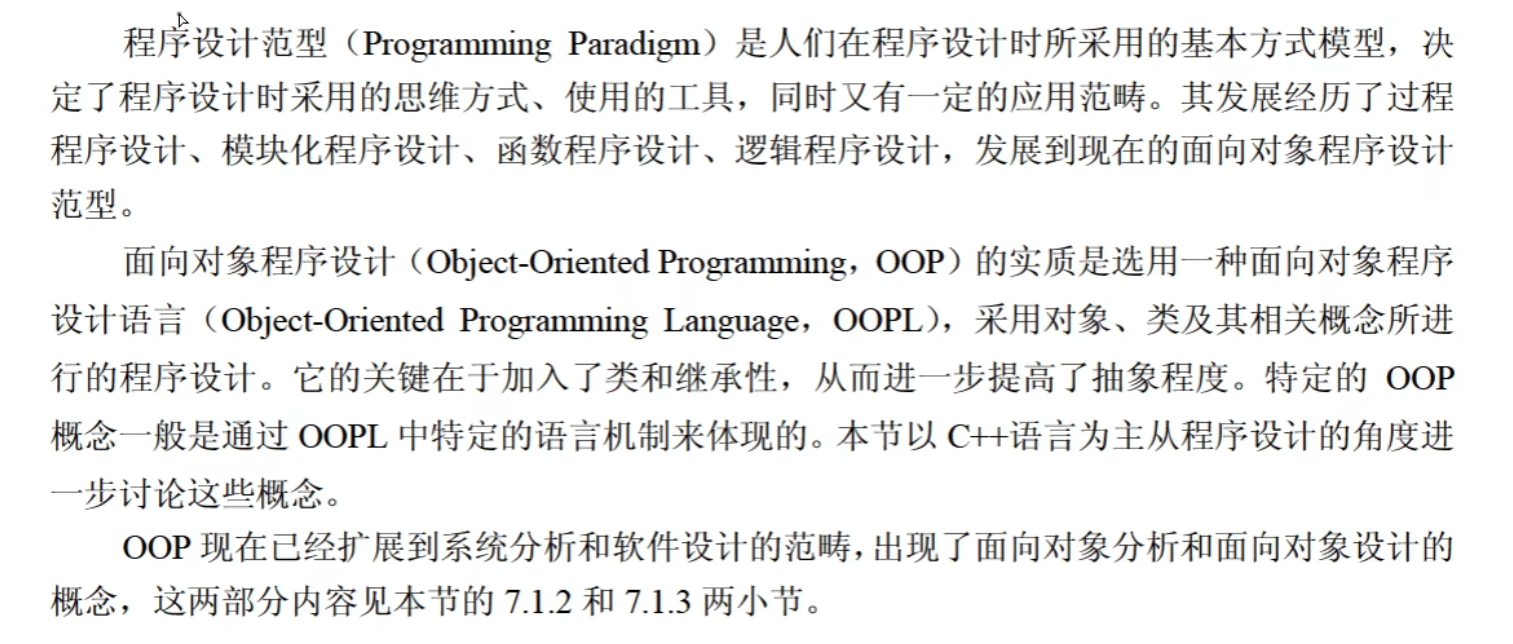 程序设计范型（Programming Paradigm）是人们在程序设计时所采用的基本方式模型，决
定了程序设计时采用的思维方式、使用的工具，同时又有一定的应用范畴。其发展经历了过程
程序设计、模块化程序设计、函数程序设计、逻辑程序设计，发展到现在的面向对象程序设计
范型。
面向对象程序设计（Object-Oriented Programming，OOP）的实质是选用一种面向对象程序
设计语言（Object-Oriented Programming Language，OOPL），采用对象、类及其相关概念所进
行的程序设计。它的关键在于加入了类和继承性，从而进一步提高了抽象程度。特定的 OOP
概念一般是通过 OOPL 中特定的语言机制来体现的。本节以 C++语言为主从程序设计的角度进
一步讨论这些概念。
OOP 现在已经扩展到系统分析和软件设计的范畴，出现了面向对象分析和面向对象设计的
概念，这两部分内容见本节的 7.1.2 和 7.1.3 两小节。